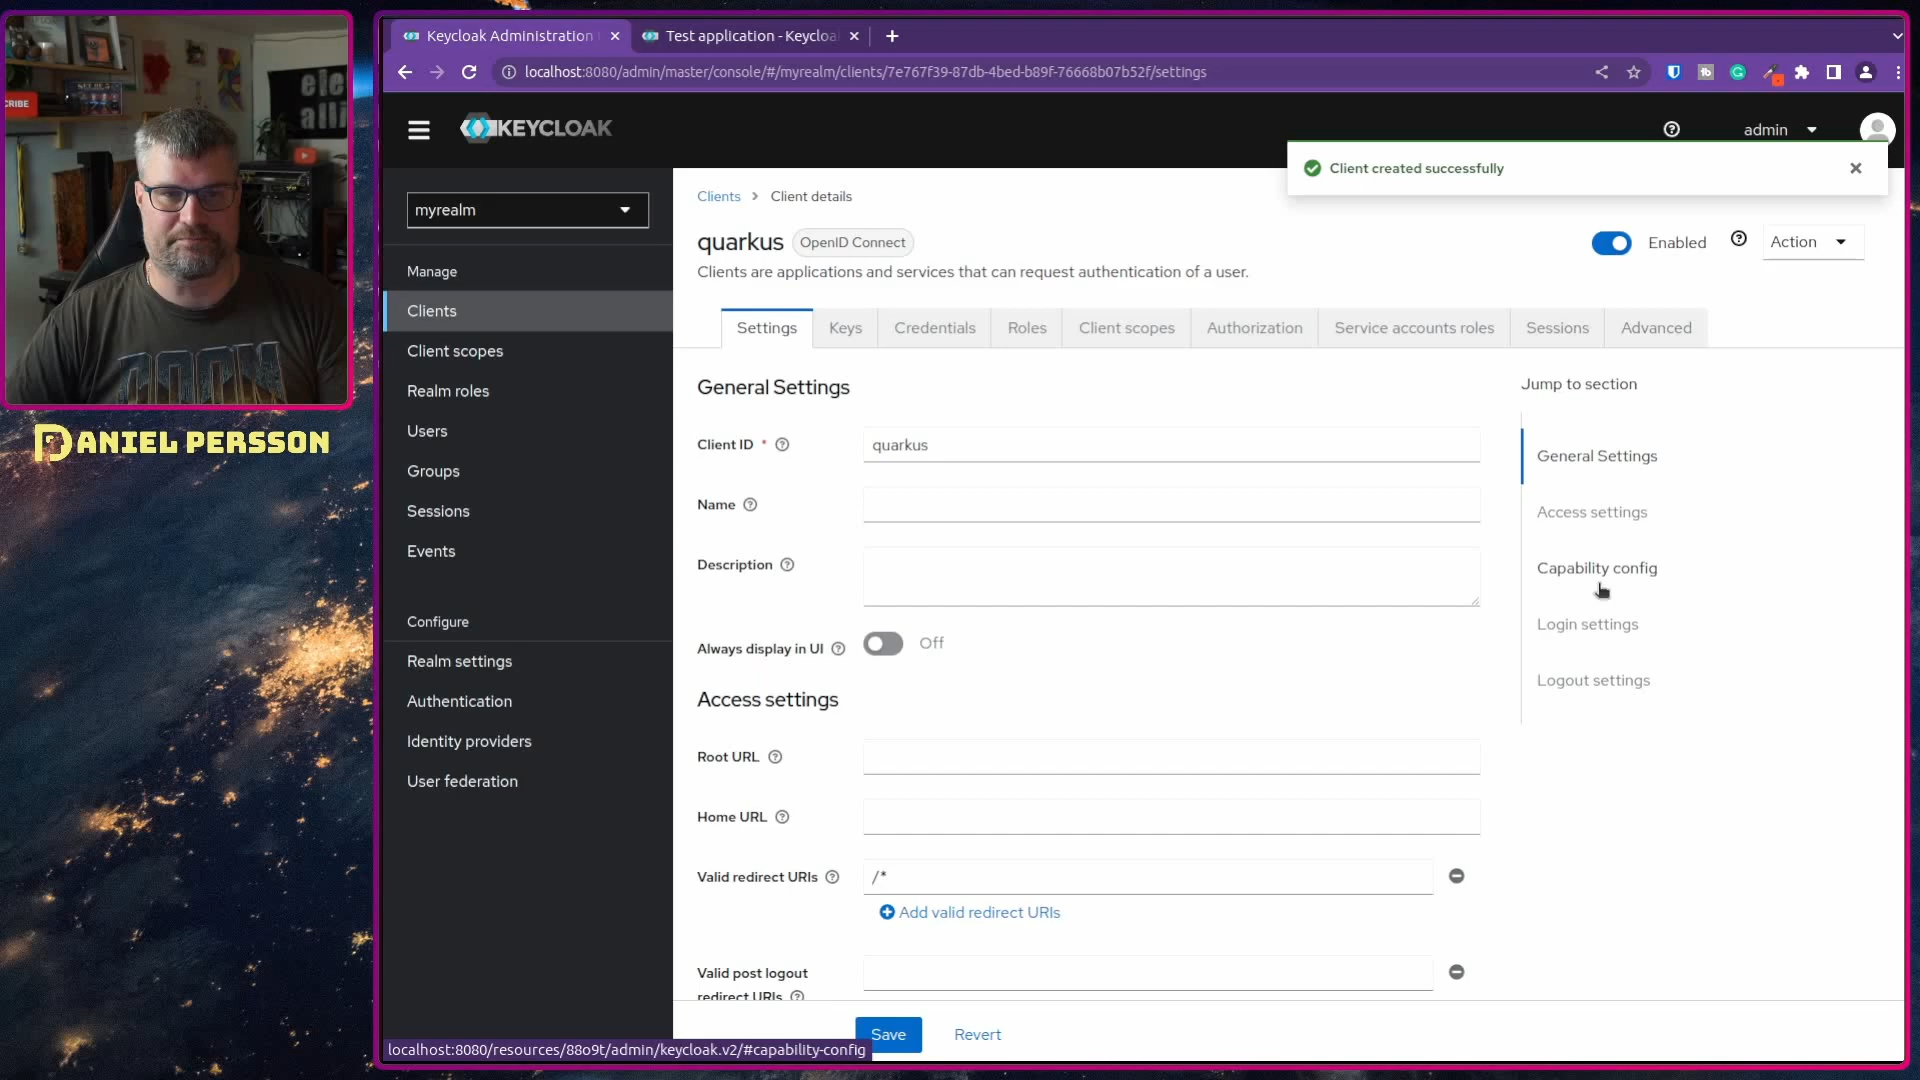 CRIBE
DANIEL PERSSON
Keycloak Administration
Test application - Keycloa
localhost:8080/admin/master/console/#/myrealm/clients/7e767f39-87db-4bed-b89f-76668b07b52f/settings
KEYCLOAK
admin
Client created successfully
myrealm
Manage
Clients
Client scopes
Realm roles
Users
Groups
Sessions
Events
Configure
Realm settings
Authentication
Identity providers
User federation
Clients
Client details
quarkus
OpenID Connect
Enabled
Action
Clients are applications and services that can request authentication of a user.
Settings
Keys
Credentials
Roles
Client scopes
Authorization
Service accounts roles
Sessions
Advanced
General Settings
Client ID *
quarkus
Name
Description
Always display in UI
Off
Access settings
Root URL
Home URL
Valid redirect URIs
/*
Add valid redirect URIs
Valid post logout
redirect URIs
Jump to section
General Settings
Access settings
Capability config
Login settings
Logout settings
Save
Revert
localhost:8080/resources/88o9t/admin/keycloak.v2/#capability-config